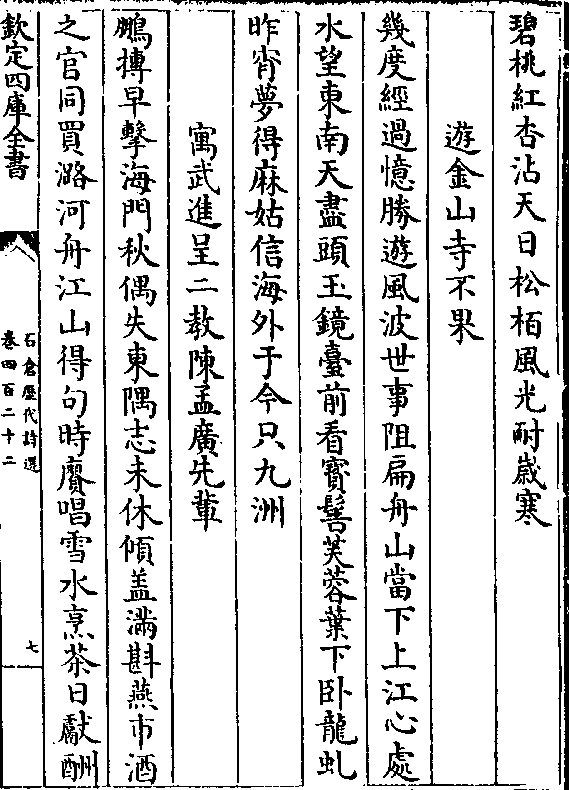 碧桃紅杏沾天日松栢風光耐嵗寒
遊金山寺不果
幾度經過憶勝遊風波世事阻扁舟山當下上江心處
水望東南天盡頭玉鏡臺前看寳髻芙蓉葉下卧龍虬
昨宵夢得麻姑信海外于今只九洲
寓武進呈二教陳孟廣先輩
鵬摶早擊海門秋偶失東隅志未休傾盖滿斟燕市酒
之官同買潞河舟江山得句時賡唱雪水烹茶日獻酬
欽定四庫全書
石倉歴代詩選
卷四百二十二
七